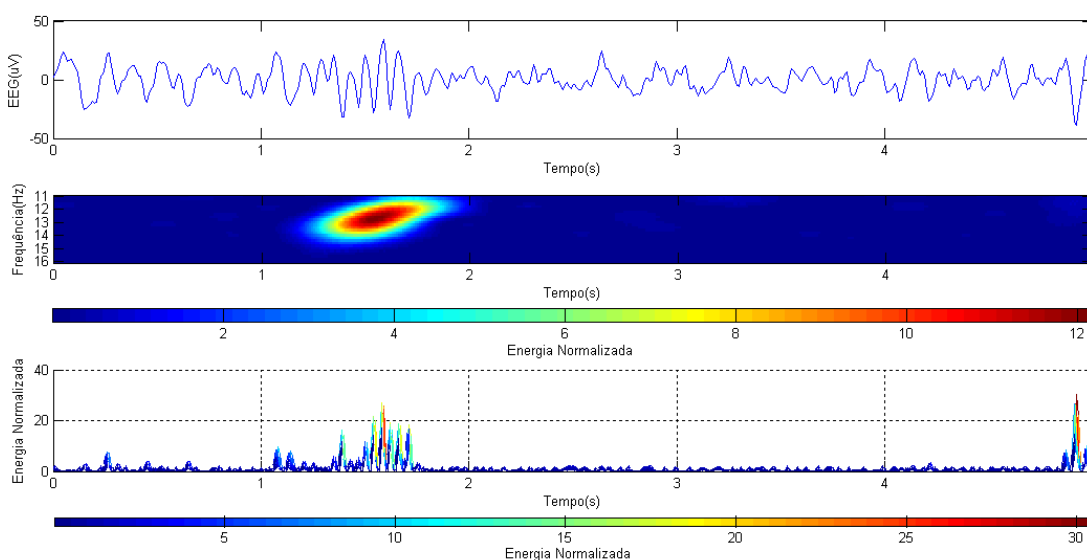 50
0
-50
EEG(uV)
0 1 2 3 4
Tempo(s)
11
12
13
14
15
16
Frequência(Hz)
0 1 2 3 4
Tempo(s)
2 4 6 8 10 12
Energia Normalizada
40
20
0
Energia Normalizada
0 1 2 3 4
Tempo(s)
5 10 15 20 25 30
Energia Normalizada